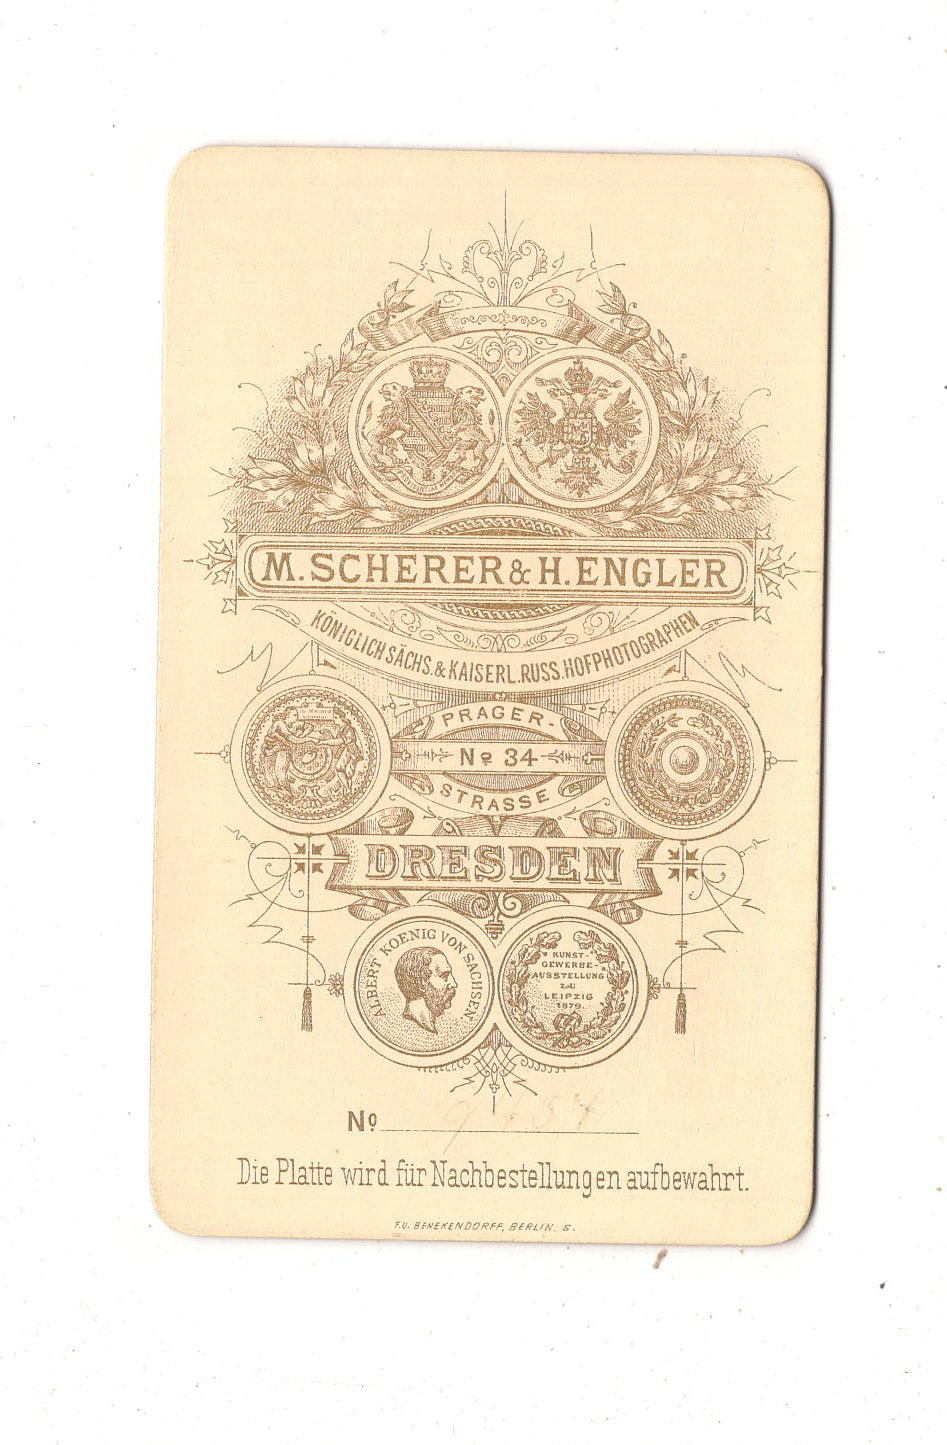 M. SCHERER & H. ENGLER
KÖNIGLICH SÄCHS. & KAISERL. RUSS. HOFPHOTOGRAPHEN
PRAGER-
No 34
STRASSE
DRESDEN
ALBERT KOENIG VON SACHSEN
KUNST-
GEWERBE-
AUSSTELLUNG
ZU
LEIPZIG
1879.
No
Die Platte wird für Nachbestellungen aufbewahrt.
F.U. BENEKENDORFF, BERLIN. S.